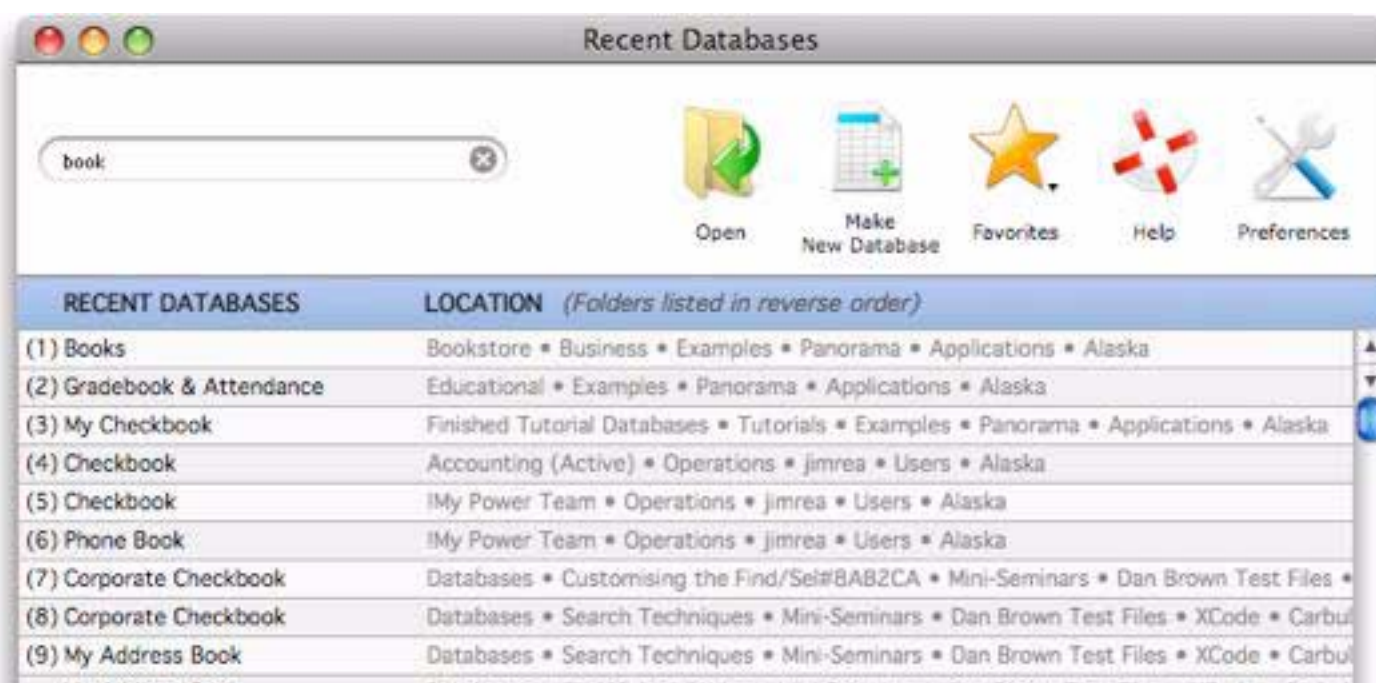 Recent Databases
book
Open
Make
New Database
Favorites
Help
Preferences
RECENT DATABASES LOCATION (Folders listed in reverse order)
(1) Books Bookstore • Business • Examples • Panorama • Applications • Alaska
(2) Gradebook & Attendance Educational • Examples • Panorama • Applications • Alaska
(3) My Checkbook Finished Tutorial Databases • Tutorials • Examples • Panorama • Applications • Alaska
(4) Checkbook Accounting (Active) • Operations • jimrea • Users • Alaska
(5) Checkbook !My Power Team • Operations • jimrea • Users • Alaska
(6) Phone Book !My Power Team • Operations • jimrea • Users • Alaska
(7) Corporate Checkbook Databases • Customising the Find/Sel#8AB2CA • Mini-Seminars • Dan Brown Test Files •
(8) Corporate Checkbook Databases • Search Techniques • Mini-Seminars • Dan Brown Test Files • XCode • Carbul
(9) My Address Book Databases • Search Techniques • Mini-Seminars • Dan Brown Test Files • XCode • Carbul